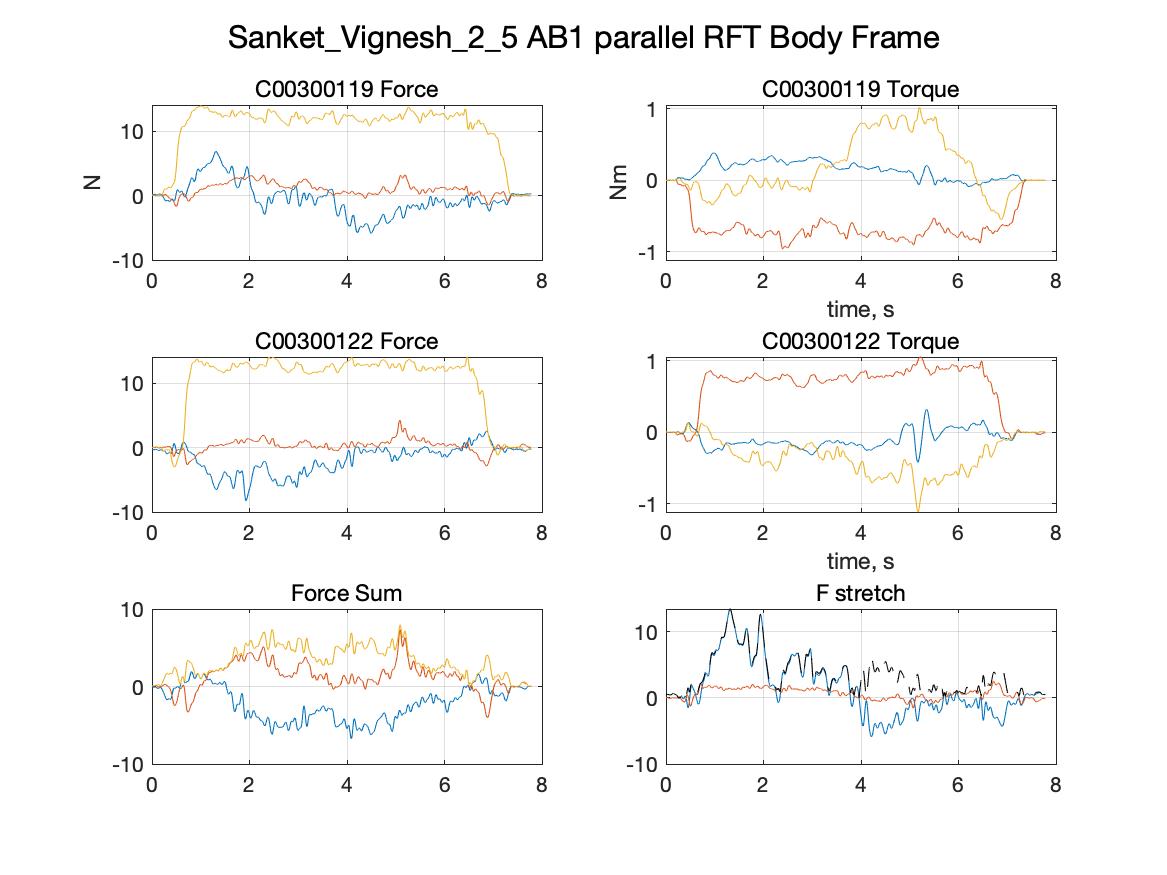 Sanket_Vignesh_2_5 AB1 parallel RFT Body Frame
C00300119 Force
10
0
-10
N
0 2 4 6 8
C00300119 Torque
1
0
-1
Nm
0 2 4 6 8
time, s
C00300122 Force
10
0
-10
0 2 4 6 8
C00300122 Torque
1
0
-1
0 2 4 6 8
time, s
Force Sum
10
0
-10
0 2 4 6 8
F stretch
10
0
-10
0 2 4 6 8